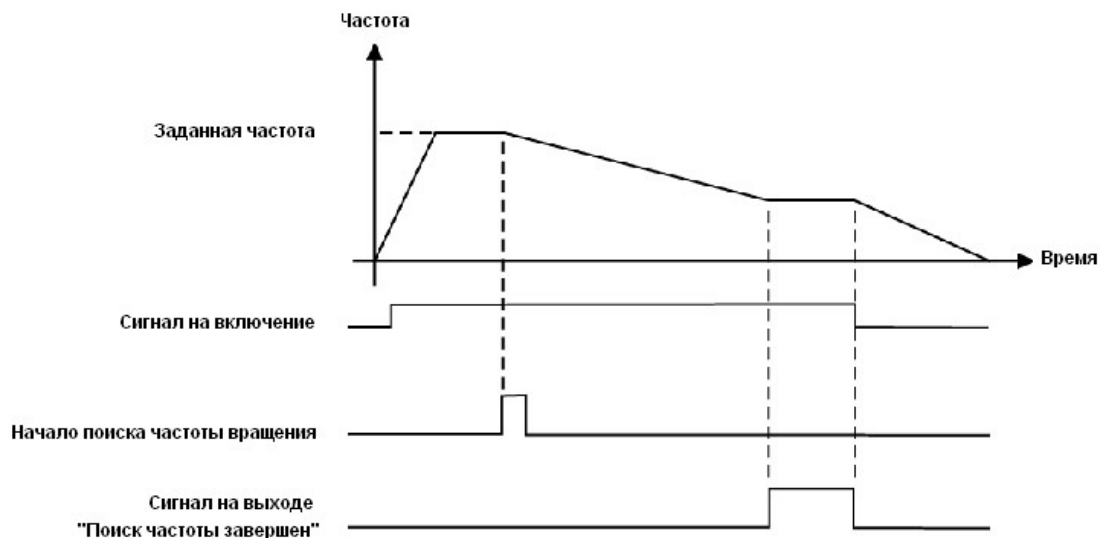 Частота
Заданная частота
Время
Сигнал на включение
Начало поиска частоты вращения
Сигнал на выходе
"Поиск частоты завершен"